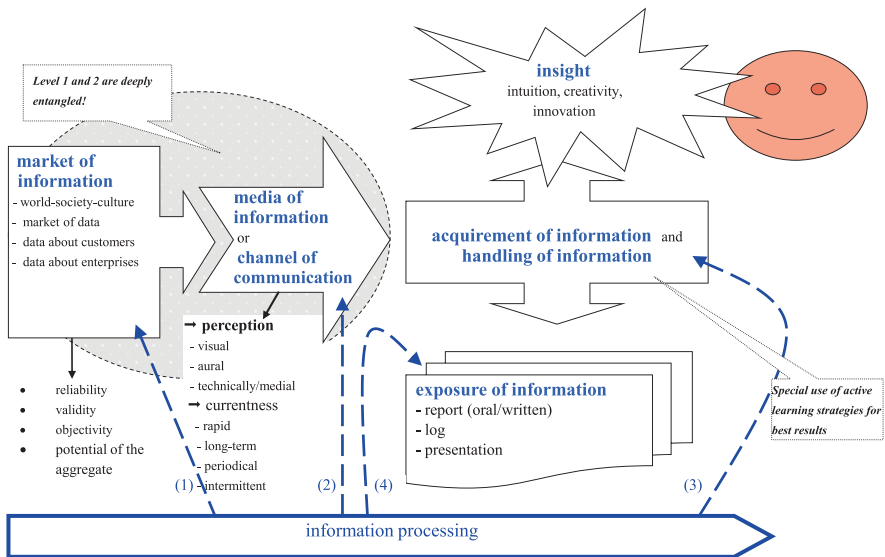 Level 1 and 2 are deeply
entangled!
insight
intuition, creativity,
innovation
market of
information
- world-society-culture
- market of data
- data about customers
- data about enterprises
media of
information
or
channel of
communication
acquirement of information and
handling of information
➞ perception
- visual
- aural
- technically/medial
➞ currentness
- rapid
- long-term
- periodical
- intermittent
• reliability
• validity
• objectivity
• potential of the
aggregate
exposure of information
- report (oral/written)
- log
- presentation
Special use of active
learning strategies for
best results
(1)
(2)
(4)
(3)
information processing